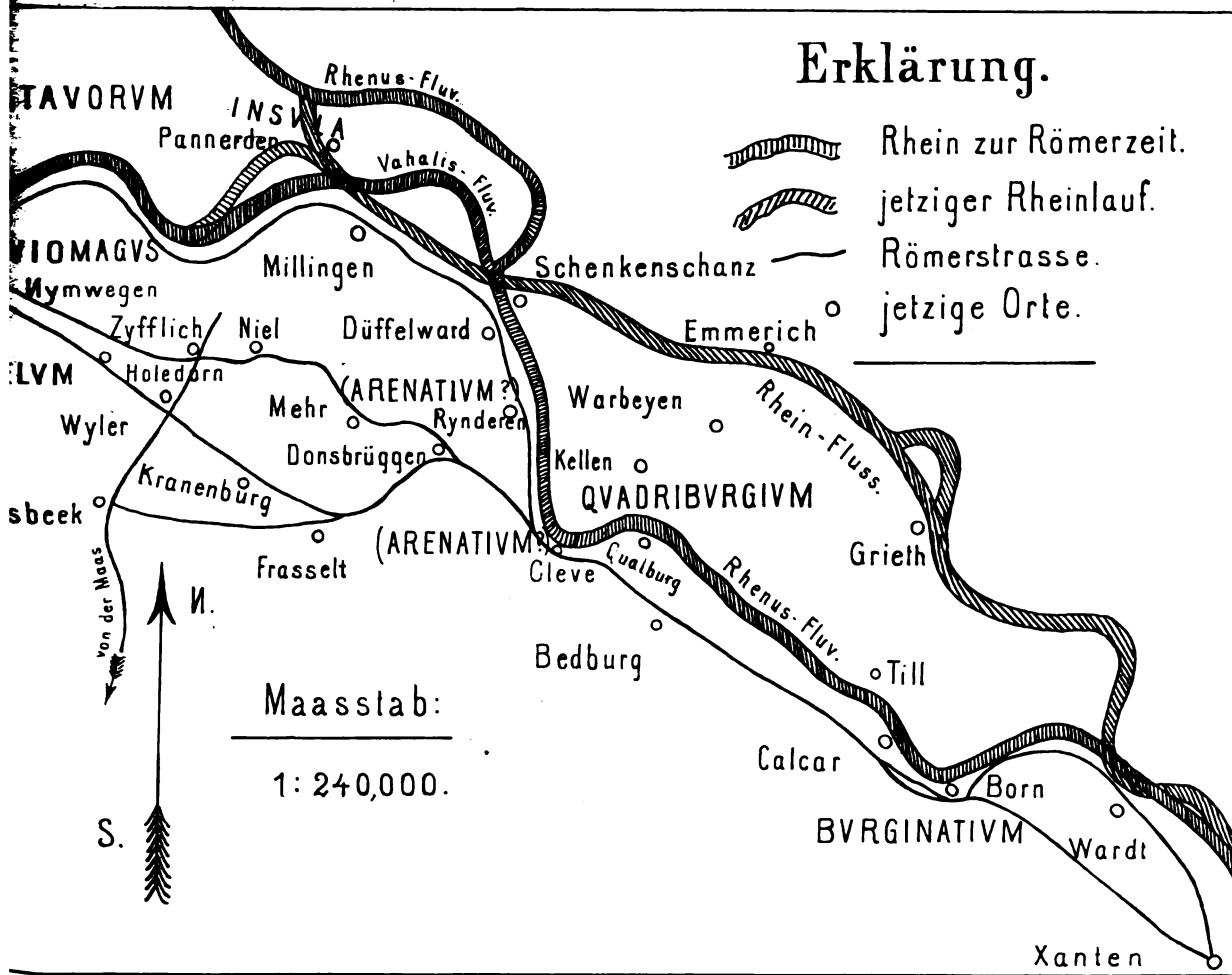 Erklärung.
Rhein zur Römerzeit.
jetziger Rheinlauf.
Römerstrasse.
jetzige Orte.
Rhenus-Fluv.
TAVORVM
INSVLA
Pannerden
Vahalis-Fluv.
VIOMAGVS
Nymwegen
Millingen
Schenkenschanz
Zyfflich
Niel
Düffelward
Emmerich
ELVM
Holedorn
(ARENATIVM?)
Wyler
Mehr
Rynderen
Warbeyen
Rhein-Fluss.
Donsbrüggen
Kellen
Kranenburg
QVADRIBVRGIVM
sbeek
(ARENATIVM?)
Grieth
Frasselt
Cleve
Qualburg
von der Maas
N.
Rhenus-Fluv.
Bedburg
Till
Maasstab:
1:240,000.
Calcar
Born
S.
BVRGINATIVM
Wardt
Xanten